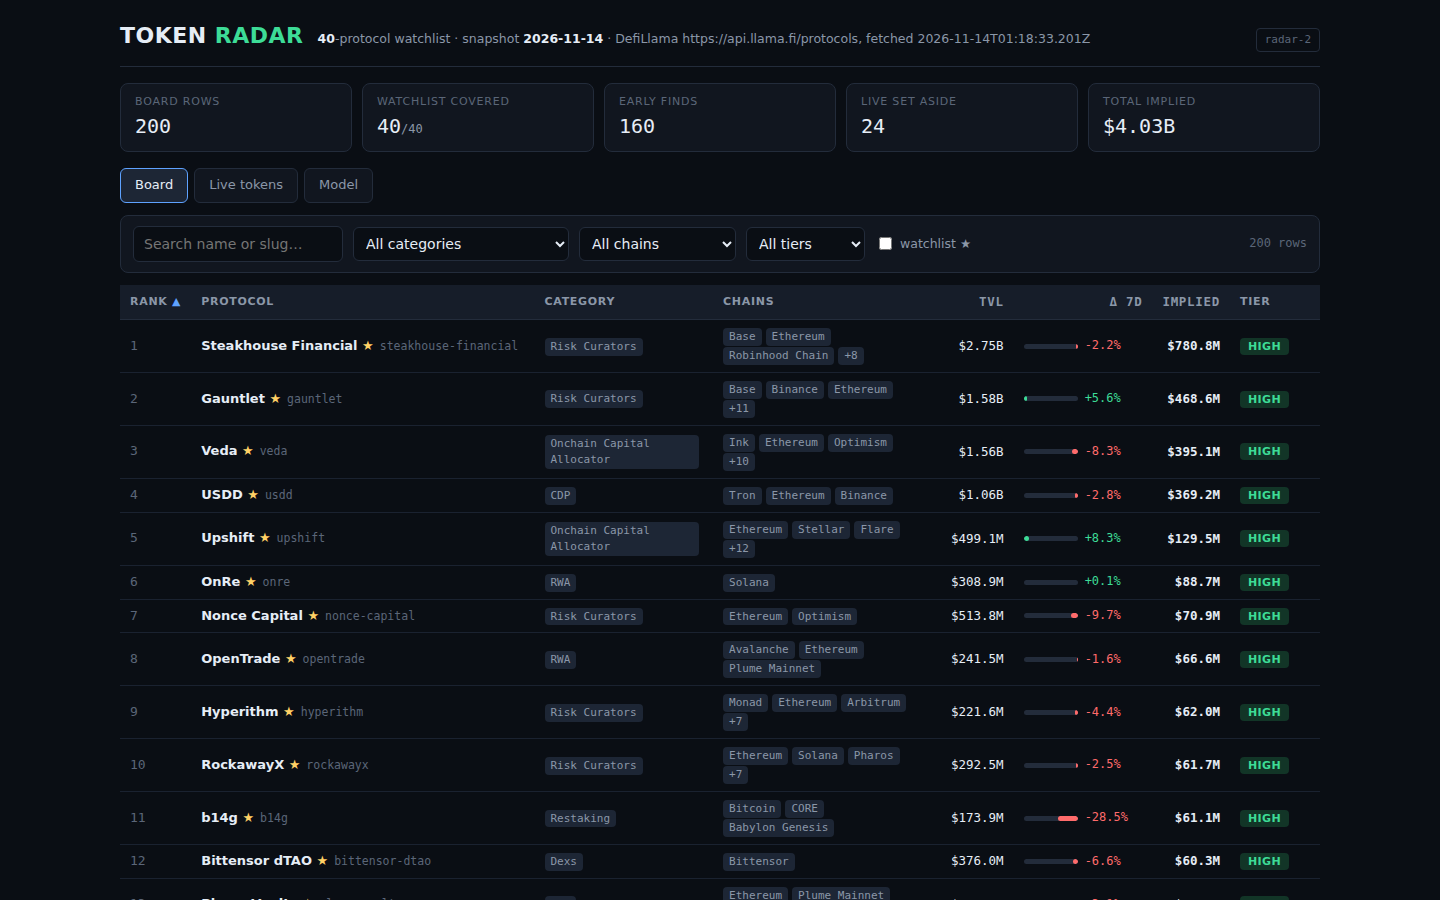 TOKEN RADAR 40-protocol watchlist · snapshot 2026-11-14 · DefiLlama https://api.llama.fi/protocols, fetched 2026-11-14T01:18:33.201Z radar-2
BOARD ROWS WATCHLIST COVERED EARLY FINDS LIVE SET ASIDE TOTAL IMPLIED
200 40/40 160 24 $4.03B
Board Live tokens Model
Search name or slug... All categories All chains All tiers watchlist ★ 200 rows
RANK ▲ PROTOCOL CATEGORY CHAINS TVL Δ 7D IMPLIED TIER
1 Steakhouse Financial ★ steakhouse-financial Risk Curators Base Ethereum Robinhood Chain +8 $2.75B -2.2% $780.8M HIGH
2 Gauntlet ★ gauntlet Risk Curators Base Binance Ethereum +11 $1.58B +5.6% $468.6M HIGH
3 Veda ★ veda Onchain Capital Allocator Ink Ethereum Optimism +10 $1.56B -8.3% $395.1M HIGH
4 USDD ★ usdd CDP Tron Ethereum Binance $1.06B -2.8% $369.2M HIGH
5 Upshift ★ upshift Onchain Capital Allocator Ethereum Stellar Flare +12 $499.1M +8.3% $129.5M HIGH
6 OnRe ★ onre RWA Solana $308.9M +0.1% $88.7M HIGH
7 Nonce Capital ★ nonce-capital Risk Curators Ethereum Optimism $513.8M -9.7% $70.9M HIGH
8 OpenTrade ★ opentrade RWA Avalanche Ethereum Plume Mainnet $241.5M -1.6% $66.6M HIGH
9 Hyperithm ★ hyperithm Risk Curators Monad Ethereum Arbitrum +7 $221.6M -4.4% $62.0M HIGH
10 RockawayX ★ rockawayx Risk Curators Ethereum Solana Pharos +7 $292.5M -2.5% $61.7M HIGH
11 b14g ★ b14g Restaking Bitcoin CORE Babylon Genesis $173.9M -28.5% $61.1M HIGH
12 Bittensor dTAO ★ bittensor-dtao Dexs Bittensor $376.0M -6.6% $60.3M HIGH
Ethereum Plume Mainnet